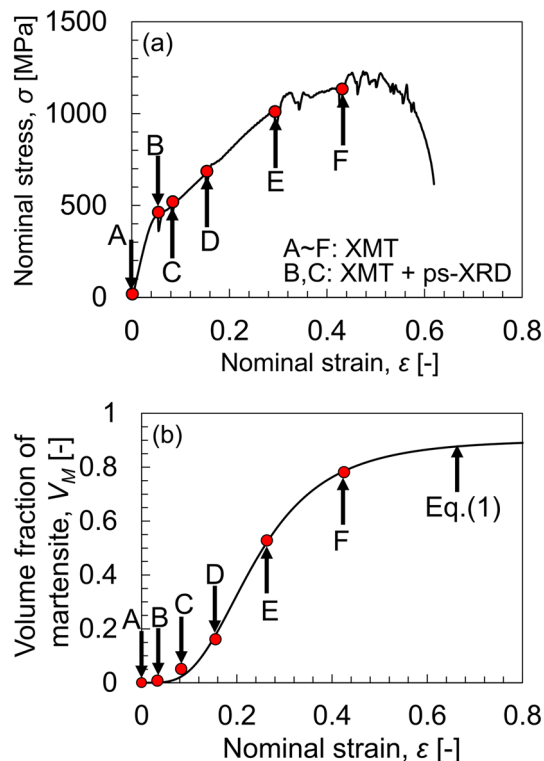 (a)
Nominal stress, σ [MPa]
1500
1000
500
0
A
B
C
D
E
F
A~F: XMT
B,C: XMT + ps-XRD
0 0.2 0.4 0.6 0.8
Nominal strain, ε [-]
(b)
Volume fraction of
martensite, V_M [-]
1
0.8
0.6
0.4
0.2
0
A
B
C
D
E
F
Eq.(1)
0 0.2 0.4 0.6 0.8
Nominal strain, ε [-]